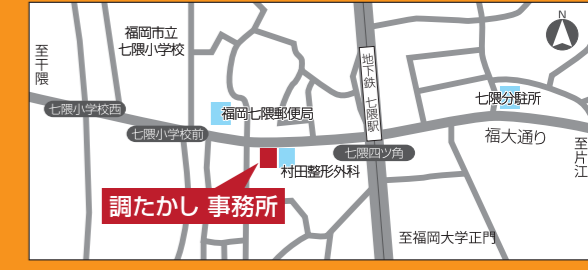 N
福岡市立
七隈小学校
至干隈
地下鉄 七隈駅
七隈小学校西
福岡七隈郵便局
七隈分駐所
七隈小学校前
福大通り
七隈四ツ角
至片江
村田整形外科
調たかし 事務所
至福岡大学正門